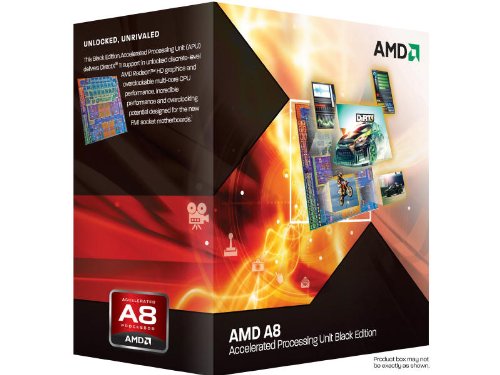 UNLOCKED, UNRIVALED
This Black Edition Accelerated Processing Unit (APU)
delivers DirectX® 11 support in unlocked discrete-level
AMD Radeon™ HD graphics and
overclockable multi-core CPU
performance. Incredible
performance and overclocking
potential designed for the new
FM1 socket motherboards.
AMD
DiRT3
ACCELERATED
A8
PROCESSOR
AMD
AMD A8
Accelerated Processing Unit Black Edition
Product box may not
be exactly as shown.